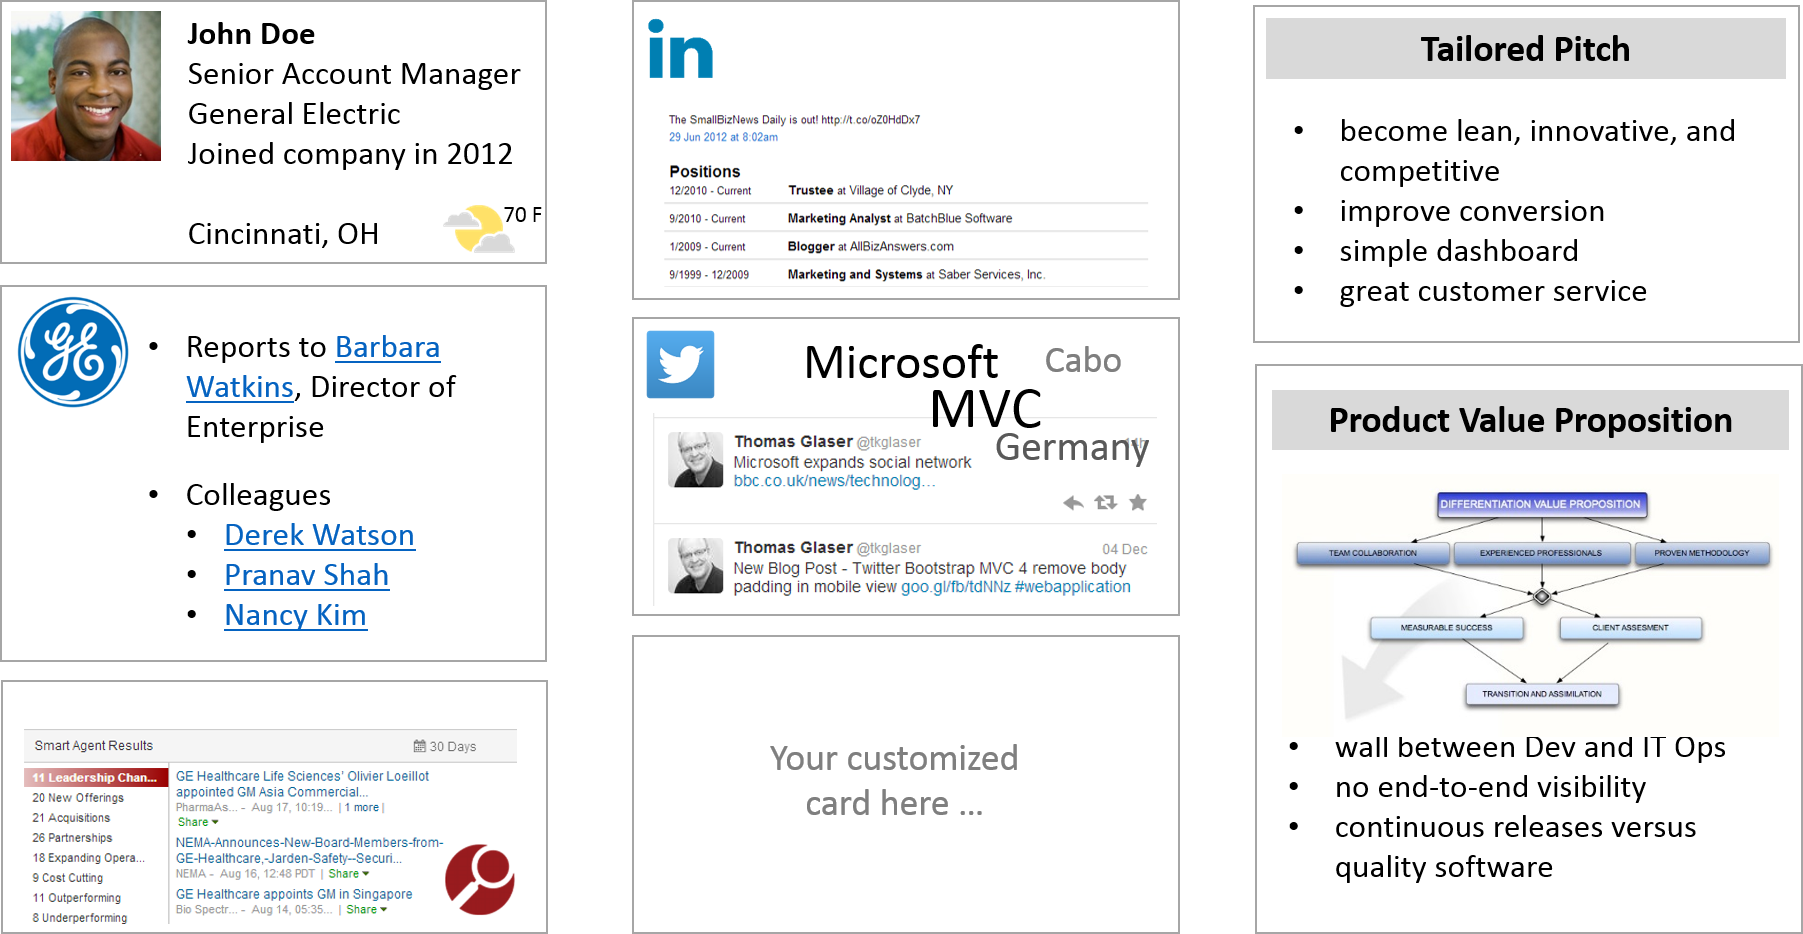 John Doe
Senior Account Manager
General Electric
Joined company in 2012
Cincinnati, OH
70 F
GE
• Reports to Barbara
Watkins, Director of
Enterprise
• Colleagues
• Derek Watson
• Pranav Shah
• Nancy Kim
Smart Agent Results
30 Days
11 Leadership Chan...
20 New Offerings
21 Acquisitions
26 Partnerships
18 Expanding Opera...
9 Cost Cutting
11 Outperforming
8 Underperforming
GE Healthcare Life Sciences' Olivier Loeillot
appointed GM Asia Commercial...
PharmaAs... - Aug 17, 10:19... | 1 more |
Share
NEMA-Announces-New-Board-Members-from-
GE-Healthcare,-Jarden-Safety--Securi...
NEMA - Aug 16, 12:48 PDT | Share
GE Healthcare appoints GM in Singapore
Bio Spectr... - Aug 14, 05:35... | Share
in
The SmallBizNews Daily is out! http://t.co/oZ0HdDx7
29 Jun 2012 at 8:02am
Positions
12/2010 - Current Trustee at Village of Clyde, NY
9/2010 - Current Marketing Analyst at BatchBlue Software
1/2009 - Current Blogger at AllBizAnswers.com
9/1999 - 12/2009 Marketing and Systems at Saber Services, Inc.
Microsoft
Cabo
MVC
Germany
Thomas Glaser @tkglaser
Microsoft expands social network
bbc.co.uk/news/technolog...
Thomas Glaser @tkglaser 04 Dec
New Blog Post - Twitter Bootstrap MVC 4 remove body
padding in mobile view goo.gl/fb/tdNNz #webapplication
Your customized
card here ...
Tailored Pitch
• become lean, innovative, and
competitive
• improve conversion
• simple dashboard
• great customer service
Product Value Proposition
DIFFERENTIATION VALUE PROPOSITION
TEAM COLLABORATION
EXPERIENCED PROFESSIONALS
PROVEN METHODOLOGY
MEASURABLE SUCCESS
CLIENT ASSESMENT
TRANSITION AND ASSIMILATION
• wall between Dev and IT Ops
• no end-to-end visibility
• continuous releases versus
quality software